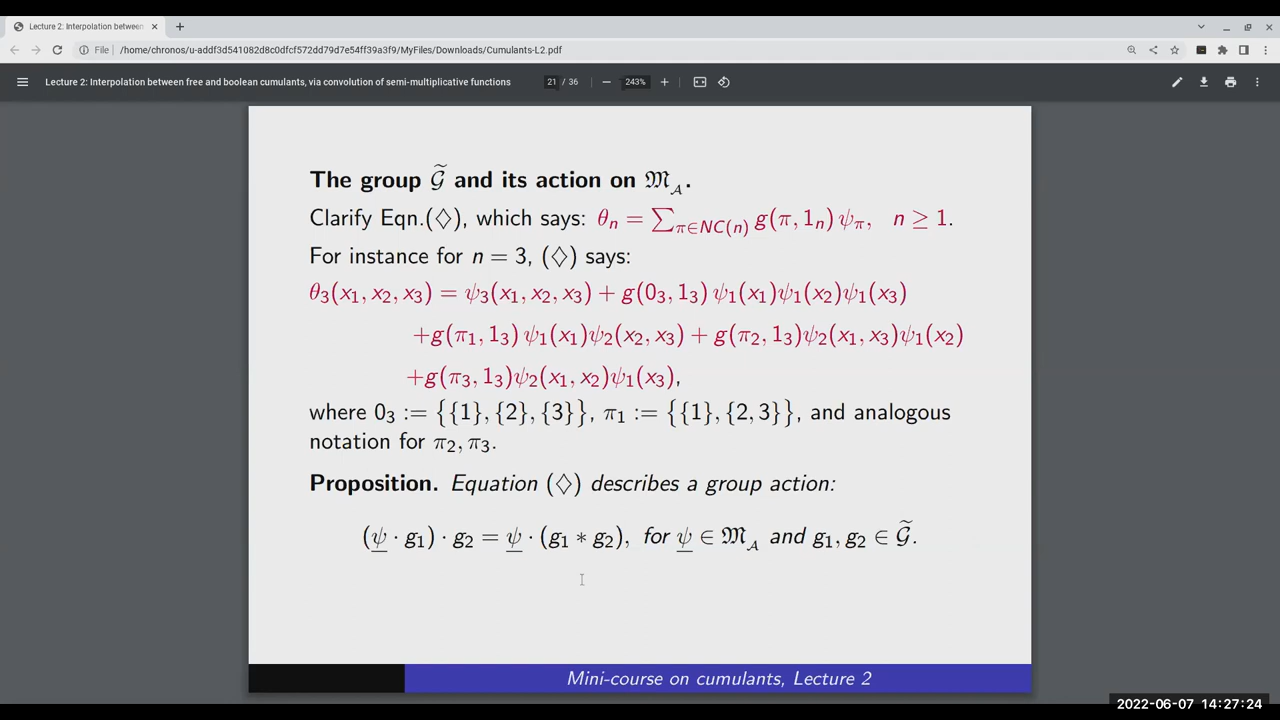 Lecture 2: Interpolation between
File | /home/chronos/u-addf3d541082d8c0dfcf572dd79d7e54ff39a3f9/MyFiles/Downloads/Cumulants-L2.pdf
Lecture 2: Interpolation between free and boolean cumulants, via convolution of semi-multiplicative functions 21 / 36 243%
The group 𝒢̃ and its action on 𝔐_𝒜.
Clarify Eqn.(♢), which says: θ_n = ∑_{π∈NC(n)} g(π, 1_n) ψ_π, n ≥ 1.
For instance for n = 3, (♢) says:
θ_3(x_1, x_2, x_3) = ψ_3(x_1, x_2, x_3) + g(0_3, 1_3) ψ_1(x_1)ψ_1(x_2)ψ_1(x_3)
+g(π_1, 1_3) ψ_1(x_1)ψ_2(x_2, x_3) + g(π_2, 1_3)ψ_2(x_1, x_3)ψ_1(x_2)
+g(π_3, 1_3)ψ_2(x_1, x_2)ψ_1(x_3),
where 0_3 := {{1}, {2}, {3}}, π_1 := {{1}, {2, 3}}, and analogous
notation for π_2, π_3.
Proposition. Equation (♢) describes a group action:
(ψ̲ · g_1) · g_2 = ψ̲ · (g_1 ∗ g_2), for ψ̲ ∈ 𝔐_𝒜 and g_1, g_2 ∈ 𝒢̃.
Mini-course on cumulants, Lecture 2
2022-06-07 14:27:24